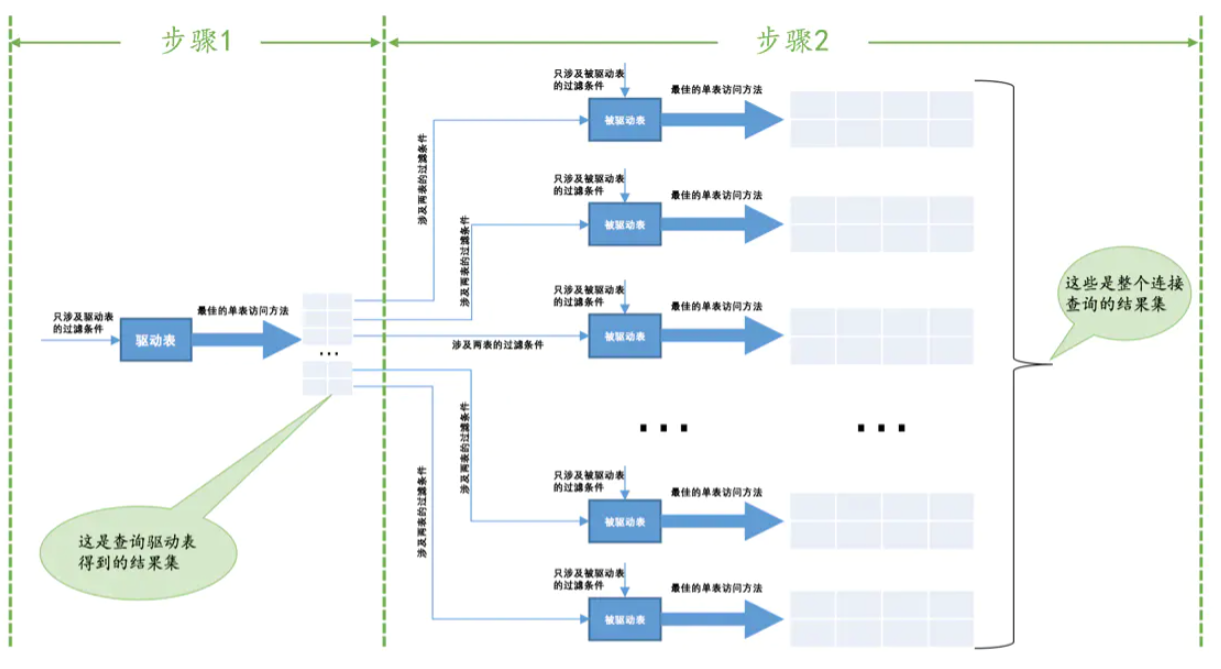 步骤1
步骤2
只涉及驱动表
的过滤条件
驱动表
最佳的单表访问方法
...
这是查询驱动表
得到的结果集
涉及两表的过滤条件
只涉及被驱动表
的过滤条件
被驱动表
最佳的单表访问方法
涉及两表的过滤条件
只涉及被驱动表
的过滤条件
被驱动表
最佳的单表访问方法
涉及两表的过滤条件
只涉及被驱动表
的过滤条件
被驱动表
最佳的单表访问方法
... ...
涉及两表的过滤条件
只涉及被驱动表
的过滤条件
被驱动表
最佳的单表访问方法
涉及两表的过滤条件
只涉及被驱动表
的过滤条件
被驱动表
最佳的单表访问方法
这些是整个连接
查询的结果集